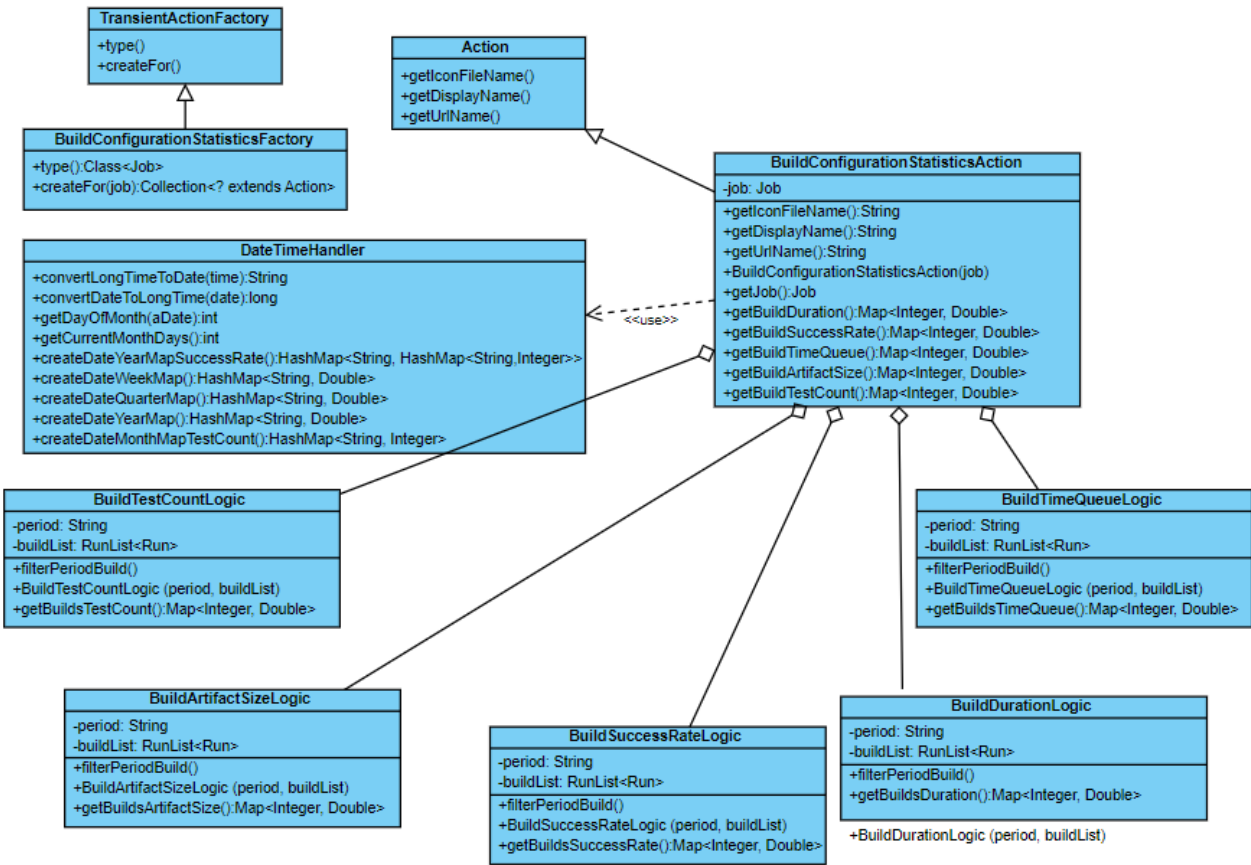 TransientActionFactory
+type()
+createFor()
Action
+getIconFileName()
+getDisplayName()
+getUrlName()
BuildConfigurationStatisticsFactory
+type():Class<Job>
+createFor(job):Collection<? extends Action>
BuildConfigurationStatisticsAction
-job: Job
+getIconFileName():String
+getDisplayName():String
+getUrlName():String
+BuildConfigurationStatisticsAction(job)
+getJob():Job
+getBuildDuration():Map<Integer, Double>
+getBuildSuccessRate():Map<Integer, Double>
+getBuildTimeQueue():Map<Integer, Double>
+getBuildArtifactSize():Map<Integer, Double>
+getBuildTestCount():Map<Integer, Double>
DateTimeHandler
+convertLongTimeToDate(time):String
+convertDateToLongTime(date):long
+getDayOfMonth(aDate):int
+getCurrentMonthDays():int
+createDateYearMapSuccessRate():HashMap<String, HashMap<String,Integer>>
+createDateWeekMap():HashMap<String, Double>
+createDateQuarterMap():HashMap<String, Double>
+createDateYearMap():HashMap<String, Double>
+createDateMonthMapTestCount():HashMap<String, Integer>
<<use>>
BuildTestCountLogic
-period: String
-buildList: RunList<Run>
+filterPeriodBuild()
+BuildTestCountLogic (period, buildList)
+getBuildsTestCount():Map<Integer, Double>
BuildTimeQueueLogic
-period: String
-buildList: RunList<Run>
+filterPeriodBuild()
+BuildTimeQueueLogic (period, buildList)
+getBuildsTimeQueue():Map<Integer, Double>
BuildArtifactSizeLogic
-period: String
-buildList: RunList<Run>
+filterPeriodBuild()
+BuildArtifactSizeLogic (period, buildList)
+getBuildsArtifactSize():Map<Integer, Double>
BuildSuccessRateLogic
-period: String
-buildList: RunList<Run>
+filterPeriodBuild()
+BuildSuccessRateLogic (period, buildList)
+getBuildsSuccessRate():Map<Integer, Double>
BuildDurationLogic
-period: String
-buildList: RunList<Run>
+filterPeriodBuild()
+getBuildsDuration():Map<Integer, Double>
+BuildDurationLogic (period, buildList)